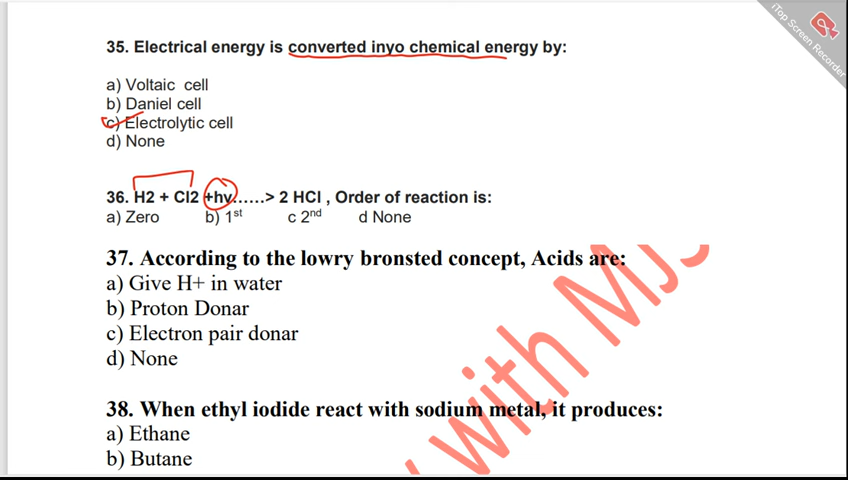 iTop Screen Recorder
35. Electrical energy is converted inyo chemical energy by:
a) Voltaic cell
b) Daniel cell
c) Electrolytic cell
d) None
36. H2 + Cl2 +hv......> 2 HCl , Order of reaction is:
a) Zero b) 1st c 2nd d None
37. According to the lowry bronsted concept, Acids are:
a) Give H+ in water
b) Proton Donar
c) Electron pair donar
d) None
38. When ethyl iodide react with sodium metal, it produces:
a) Ethane
b) Butane
with